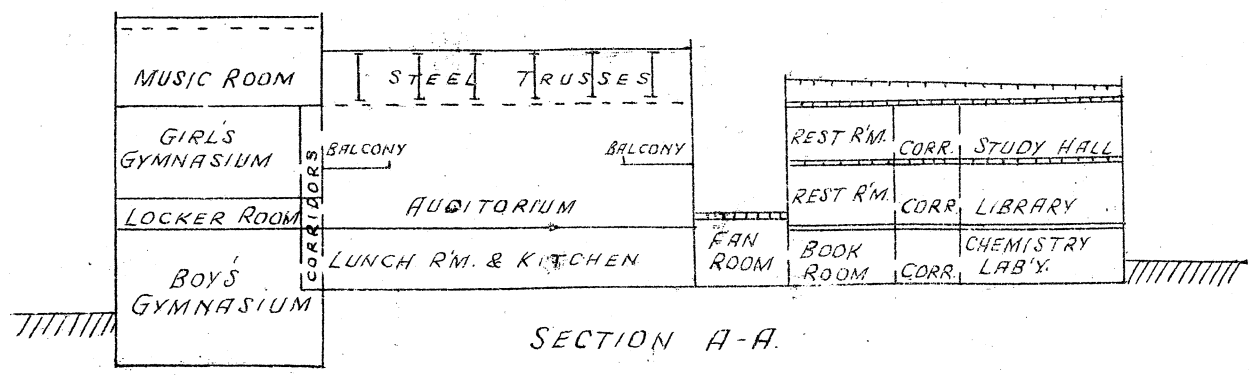 MUSIC ROOM
STEEL TRUSSES
GIRL'S
GYMNASIUM
CORRIDORS
BALCONY
BALCONY
REST R'M.
CORR.
STUDY HALL
LOCKER ROOM
AUDITORIUM
REST R'M.
CORR.
LIBRARY
BOY'S
GYMNASIUM
LUNCH R'M. & KITCHEN
FAN
ROOM
BOOK
ROOM
CORR.
CHEMISTRY
LAB'Y.
SECTION A-A.